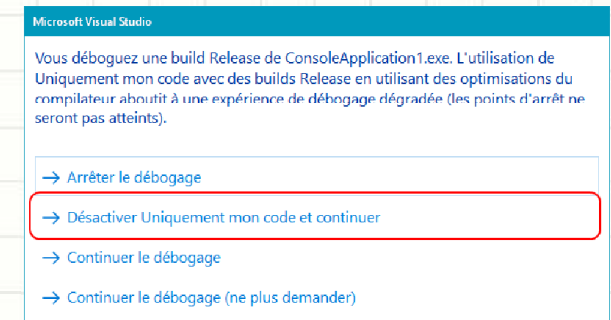 Microsoft Visual Studio
Vous déboguez une build Release de ConsoleApplication1.exe. L'utilisation de
Uniquement mon code avec des builds Release en utilisant des optimisations du
compilateur aboutit à une expérience de débogage dégradée (les points d'arrêt ne
seront pas atteints).
→ Arrêter le débogage
→ Désactiver Uniquement mon code et continuer
→ Continuer le débogage
→ Continuer le débogage (ne plus demander)